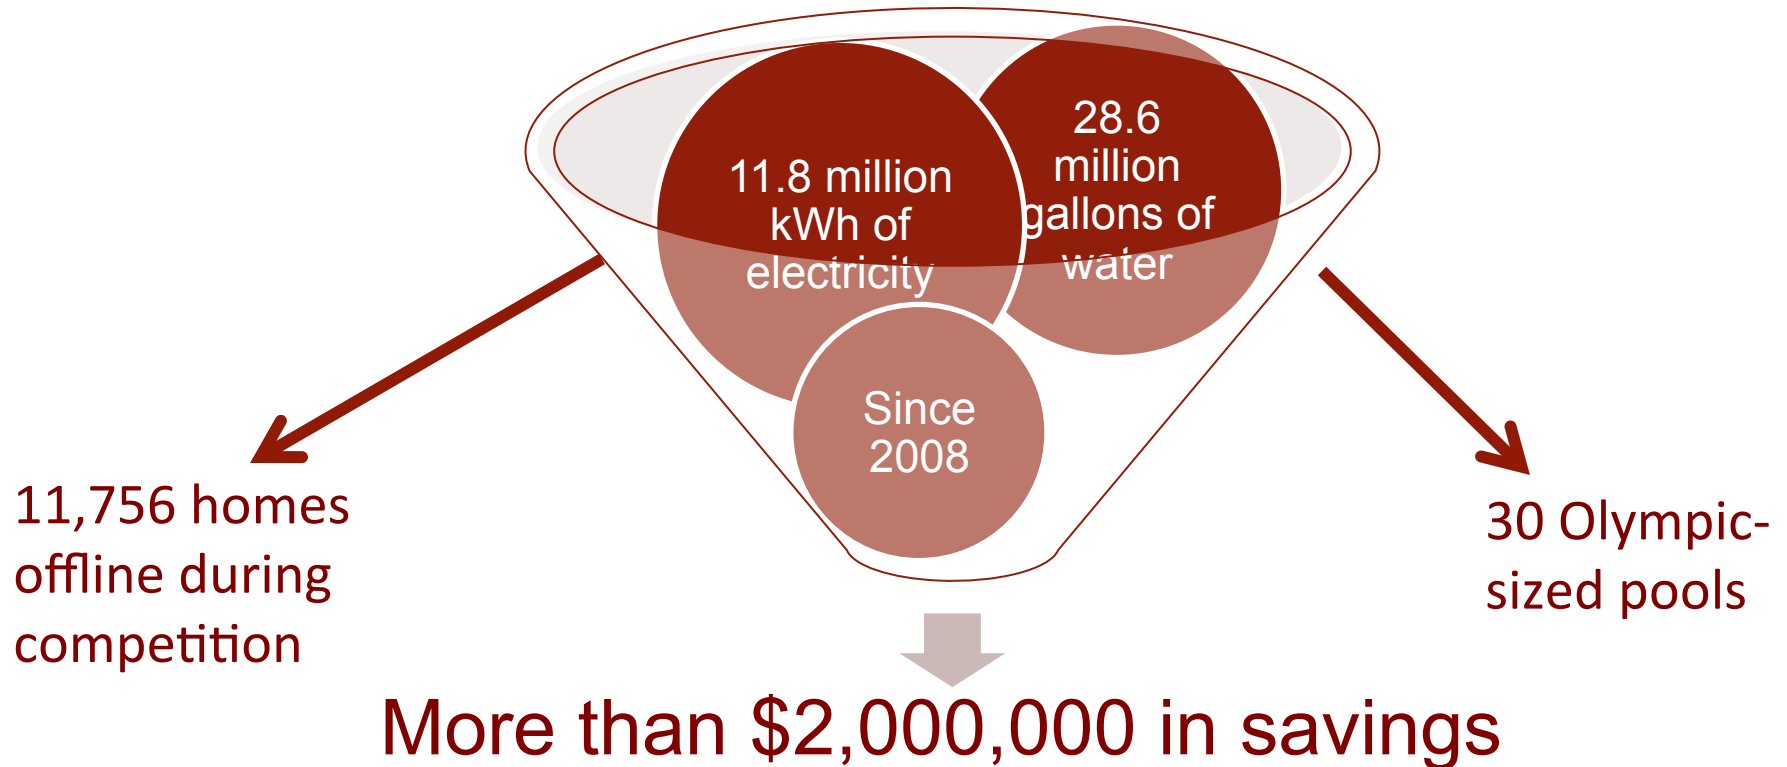 11.8 million
kWh of
electricity
28.6
million
gallons of
water
Since
2008
11,756 homes
offline during
competition
30 Olympic-
sized pools
More than $2,000,000 in savings